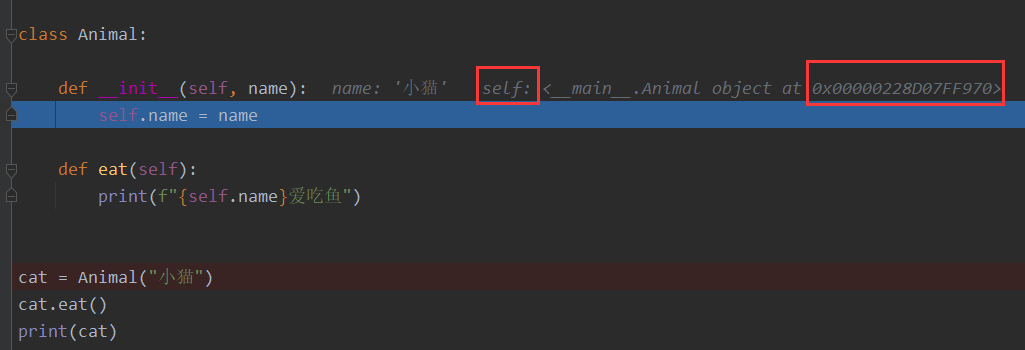 class Animal:
def __init__(self, name): name: '小猫' self: <__main__.Animal object at 0x00000228D07FF970>
self.name = name
def eat(self):
print(f"{self.name}爱吃鱼")
cat = Animal("小猫")
cat.eat()
print(cat)